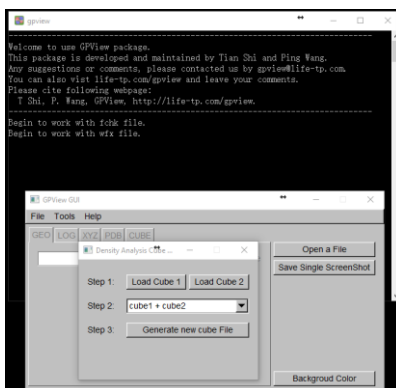 gpview
Welcome to use GPView package.
This package is developed and maintained by Tian Shi and Ping Wang.
Any suggestions or comments, please contacted us by gpview@life-tp.com.
You can also vist life-tp.com/gpview and leave your comments.
Please cite following webpage:
T Shi, P. Wang, GPView, http://life-tp.com/gpview.
Begin to work with fchk file.
Begin to work with wfx file.
GPView GUI
File Tools Help
GEO LOG XYZ PDB CUBE
Open a File
Save Single ScreenShot
Density Analysis Cube ...
Step 1: Load Cube 1 Load Cube 2
Step 2: cube1 + cube2
Step 3: Generate new cube File
Backgroud Color